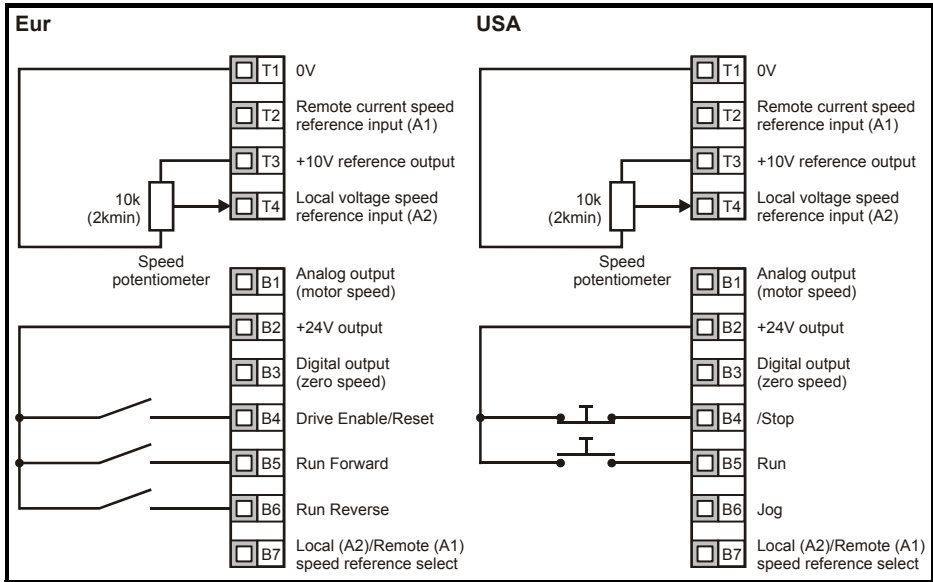 Eur
T1 0V
T2 Remote current speed
reference input (A1)
T3 +10V reference output
10k
(2kmin)
T4 Local voltage speed
reference input (A2)
Speed
potentiometer
B1 Analog output
(motor speed)
B2 +24V output
B3 Digital output
(zero speed)
B4 Drive Enable/Reset
B5 Run Forward
B6 Run Reverse
B7 Local (A2)/Remote (A1)
speed reference select
USA
T1 0V
T2 Remote current speed
reference input (A1)
T3 +10V reference output
10k
(2kmin)
T4 Local voltage speed
reference input (A2)
Speed
potentiometer
B1 Analog output
(motor speed)
B2 +24V output
B3 Digital output
(zero speed)
B4 /Stop
B5 Run
B6 Jog
B7 Local (A2)/Remote (A1)
speed reference select